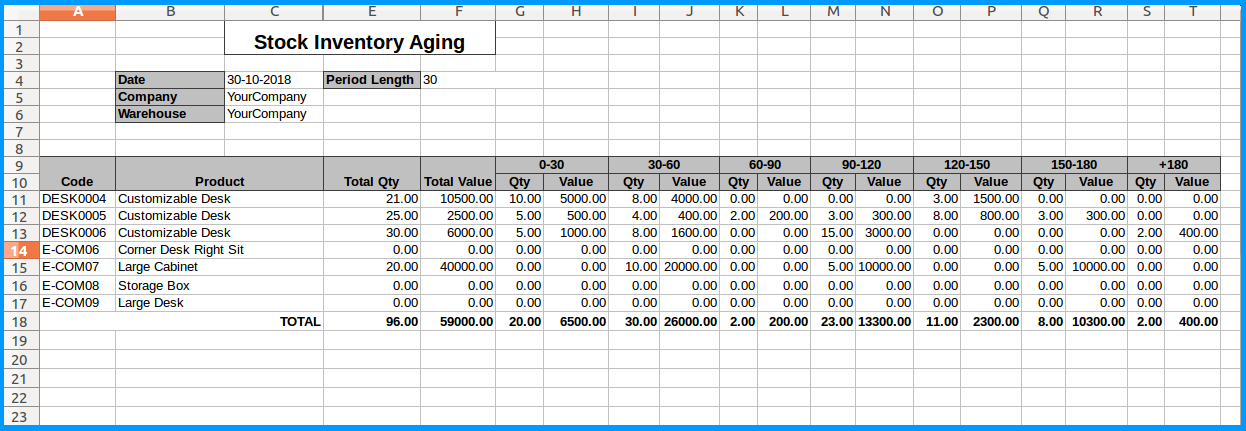 A B C E F G H I J K L M N O P Q R S T
1
2 Stock Inventory Aging
3
4 Date 30-10-2018 Period Length 30
5 Company YourCompany
6 Warehouse YourCompany
7
8
9 0-30 30-60 60-90 90-120 120-150 150-180 +180
10 Code Product Total Qty Total Value Qty Value Qty Value Qty Value Qty Value Qty Value Qty Value Qty Value
11 DESK0004 Customizable Desk 21.00 10500.00 10.00 5000.00 8.00 4000.00 0.00 0.00 0.00 0.00 3.00 1500.00 0.00 0.00 0.00 0.00
12 DESK0005 Customizable Desk 25.00 2500.00 5.00 500.00 4.00 400.00 2.00 200.00 3.00 300.00 8.00 800.00 3.00 300.00 0.00 0.00
13 DESK0006 Customizable Desk 30.00 6000.00 5.00 1000.00 8.00 1600.00 0.00 0.00 15.00 3000.00 0.00 0.00 0.00 0.00 2.00 400.00
14 E-COM06 Corner Desk Right Sit 0.00 0.00 0.00 0.00 0.00 0.00 0.00 0.00 0.00 0.00 0.00 0.00 0.00 0.00 0.00 0.00
15 E-COM07 Large Cabinet 20.00 40000.00 0.00 0.00 10.00 20000.00 0.00 0.00 5.00 10000.00 0.00 0.00 5.00 10000.00 0.00 0.00
16 E-COM08 Storage Box 0.00 0.00 0.00 0.00 0.00 0.00 0.00 0.00 0.00 0.00 0.00 0.00 0.00 0.00 0.00 0.00
17 E-COM09 Large Desk 0.00 0.00 0.00 0.00 0.00 0.00 0.00 0.00 0.00 0.00 0.00 0.00 0.00 0.00 0.00 0.00
18 TOTAL 96.00 59000.00 20.00 6500.00 30.00 26000.00 2.00 200.00 23.00 13300.00 11.00 2300.00 8.00 10300.00 2.00 400.00
19
20
21
22
23